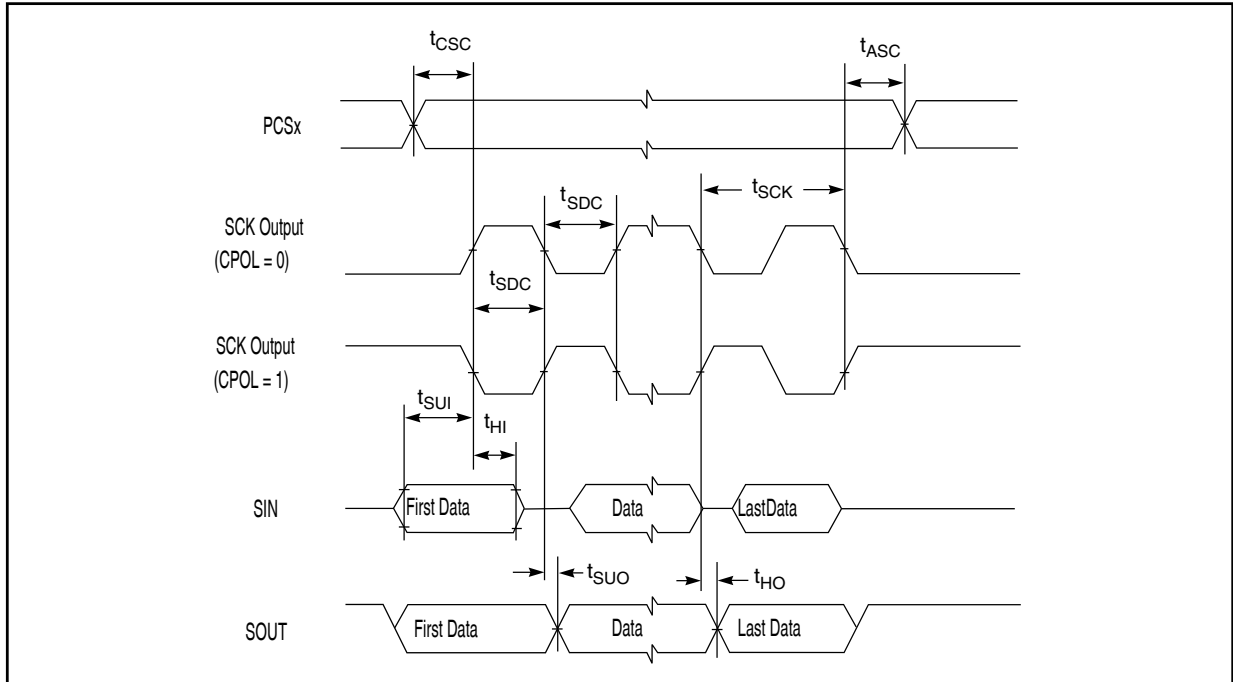 tCSC
tASC
PCSx
tSDC
tSCK
SCK Output
(CPOL = 0)
tSDC
SCK Output
(CPOL = 1)
tSUI
tHI
SIN
First Data
Data
LastData
tSUO
tHO
SOUT
First Data
Data
Last Data